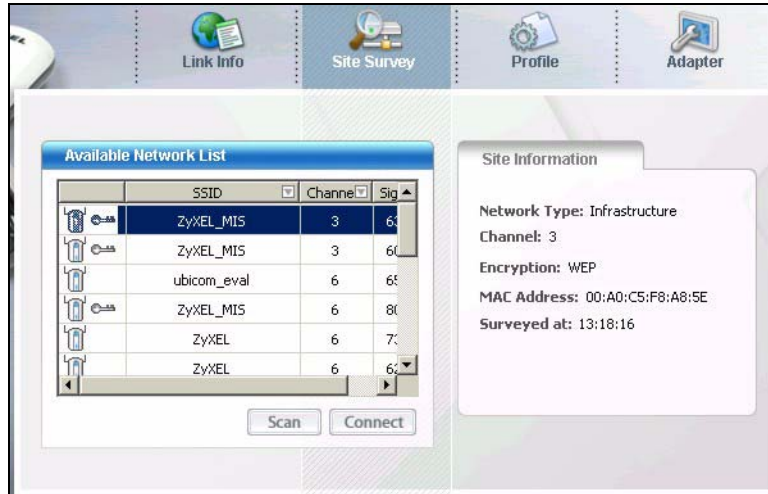 Link Info
Site Survey
Profile
Adapter
Available Network List
SSID Channe Sig
ZyXEL_MIS 3
ZyXEL_MIS 3
ubicom_eval 6
ZyXEL_MIS 6
ZyXEL 6
ZyXEL 6
Scan
Connect
Site Information
Network Type: Infrastructure
Channel: 3
Encryption: WEP
MAC Address: 00:A0:C5:F8:A8:5E
Surveyed at: 13:18:16